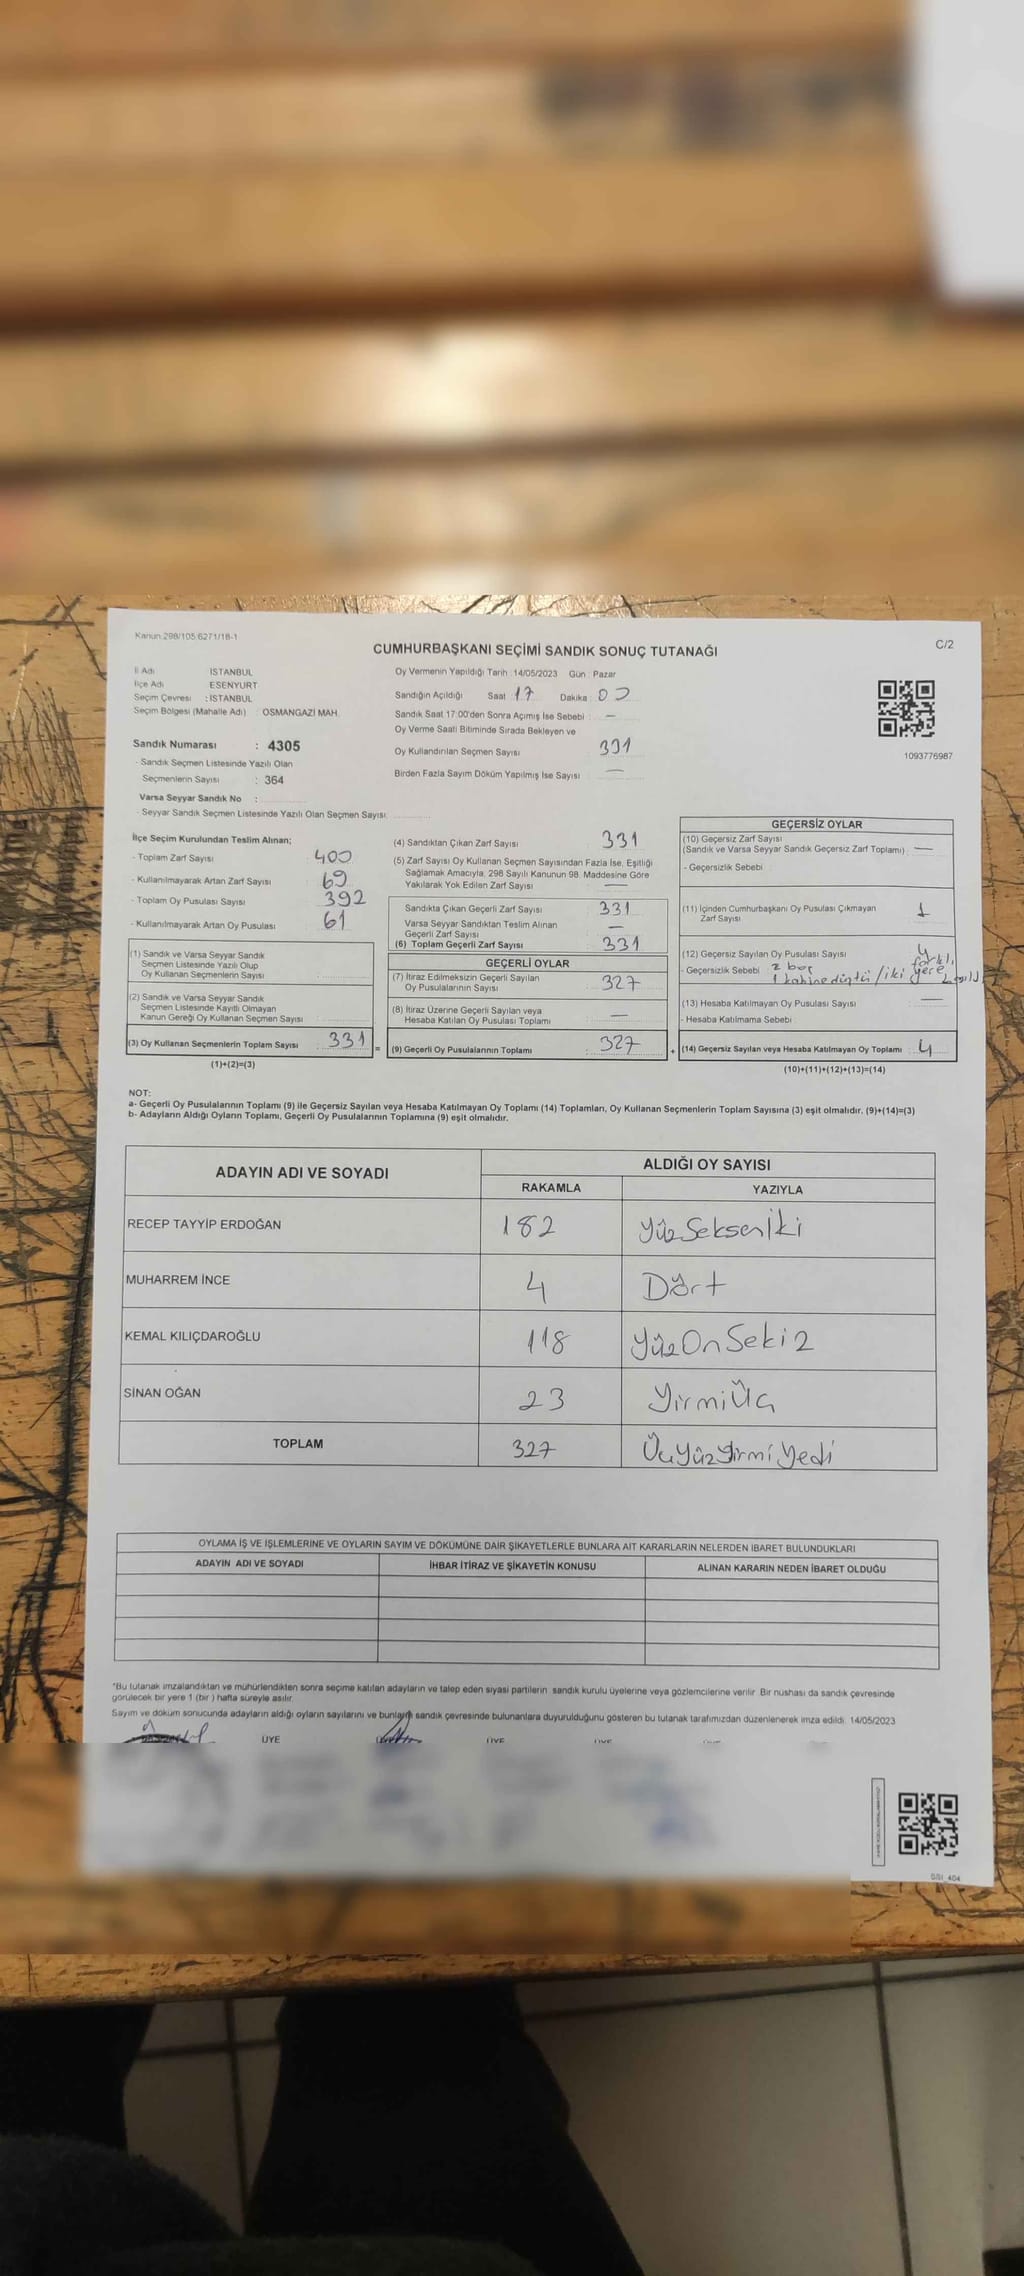 Kanun:298/105,6271/18-1
C/2
CUMHURBAŞKANI SEÇİMİ SANDIK SONUÇ TUTANAĞI
İl Adı İSTANBUL
İlçe Adı ESENYURT
Seçim Çevresi : İSTANBUL
Seçim Bölgesi (Mahalle Adı) : OSMANGAZİ MAH.
Sandık Numarası : 4305
- Sandık Seçmen Listesinde Yazılı Olan
Seçmenlerin Sayısı : 364
Varsa Seyyar Sandık No :
- Seyyar Sandık Seçmen Listesinde Yazılı Olan Seçmen Sayısı:
Oy Vermenin Yapıldığı Tarih :14/05/2023 Gün : Pazar
Sandığın Açıldığı Saat 17 Dakika 00
Sandık Saat 17:00'den Sonra Açımış İse Sebebi : —
Oy Verme Saati Bitiminde Sırada Bekleyen ve
Oy Kullandırılan Seçmen Sayısı 331
Birden Fazla Sayım Döküm Yapılmış İse Sayısı —
1093776987
İlçe Seçim Kurulundan Teslim Alınan;
- Toplam Zarf Sayısı 400
- Kullanılmayarak Artan Zarf Sayısı 69
- Toplam Oy Pusulası Sayısı 392
- Kullanılmayarak Artan Oy Pusulası 61
(1) Sandık ve Varsa Seyyar Sandık
Seçmen Listesinde Yazılı Olup
Oy Kullanan Seçmenlerin Sayısı
(2) Sandık ve Varsa Seyyar Sandık
Seçmen Listesinde Kayıtlı Olmayan
Kanun Gereği Oy Kullanan Seçmen Sayısı
(3) Oy Kullanan Seçmenlerin Toplam Sayısı : 331 =
(1)+(2)=(3)
(4) Sandıktan Çıkan Zarf Sayısı 331
(5) Zarf Sayısı Oy Kullanan Seçmen Sayısından Fazla İse, Eşitliği
Sağlamak Amacıyla, 298 Sayılı Kanunun 98. Maddesine Göre
Yakılarak Yok Edilen Zarf Sayısı —
Sandıkta Çıkan Geçerli Zarf Sayısı 331
Varsa Seyyar Sandıktan Teslim Alınan
Geçerli Zarf Sayısı —
(6) Toplam Geçerli Zarf Sayısı 331
GEÇERLİ OYLAR
(7) İtiraz Edilmeksizin Geçerli Sayılan
Oy Pusulalarının Sayısı 327
(8) İtiraz Üzerine Geçerli Sayılan veya
Hesaba Katılan Oy Pusulası Toplamı —
(9) Geçerli Oy Pusulalarının Toplamı 327 +
GEÇERSİZ OYLAR
(10) Geçersiz Zarf Sayısı
(Sandık ve Varsa Seyyar Sandık Geçersiz Zarf Toplamı) —
- Geçersizlik Sebebi
(11) İçinden Cumhurbaşkanı Oy Pusulası Çıkmayan
Zarf Sayısı 1
(12) Geçersiz Sayılan Oy Pusulası Sayısı 4
- Geçersizlik Sebebi 2 boş farklı
1 kabine düştü / iki yere
(13) Hesaba Katılmayan Oy Pusulası Sayısı —
- Hesaba Katılmama Sebebi
(14) Geçersiz Sayılan veya Hesaba Katılmayan Oy Toplamı 4
(10)+(11)+(12)+(13)=(14)
NOT:
a- Geçerli Oy Pusulalarının Toplamı (9) ile Geçersiz Sayılan veya Hesaba Katılmayan Oy Toplamı (14) Toplamları, Oy Kullanan Seçmenlerin Toplam Sayısına (3) eşit olmalıdır. (9)+(14)=(3)
b- Adayların Aldığı Oyların Toplamı, Geçerli Oy Pusulalarının Toplamına (9) eşit olmalıdır.
ADAYIN ADI VE SOYADI ALDIĞI OY SAYISI
RAKAMLA YAZIYLA
RECEP TAYYİP ERDOĞAN 182 YüzSeksenİki
MUHARREM İNCE 4 Dört
KEMAL KILIÇDAROĞLU 118 YüzOnSekiz
SİNAN OĞAN 23 YirmiÜç
TOPLAM 327 ÜçYüzYirmiYedi
OYLAMA İŞ VE İŞLEMLERİNE VE OYLARIN SAYIM VE DÖKÜMÜNE DAİR ŞİKAYETLERLE BUNLARA AİT KARARLARIN NELERDEN İBARET BULUNDUKLARI
ADAYIN ADI VE SOYADI İHBAR İTİRAZ VE ŞİKAYETİN KONUSU ALINAN KARARIN NEDEN İBARET OLDUĞU
*Bu tutanak imzalandıktan ve mühürlendikten sonra seçime katılan adayların ve talep eden siyasi partilerin sandık kurulu üyelerine veya gözlemcilerine verilir. Bir nüshası da sandık çevresinde
görülecek bir yere 1 (bir ) hafta süreyle asılır.
Sayım ve döküm sonucunda adayların aldığı oyların sayılarını ve bunların sandık çevresinde bulunanlara duyurulduğunu gösteren bu tutanak tarafımızdan düzenlenerek imza edildi. 14/05/2023
ÜYE ÜYE ÜYE
SSI_404